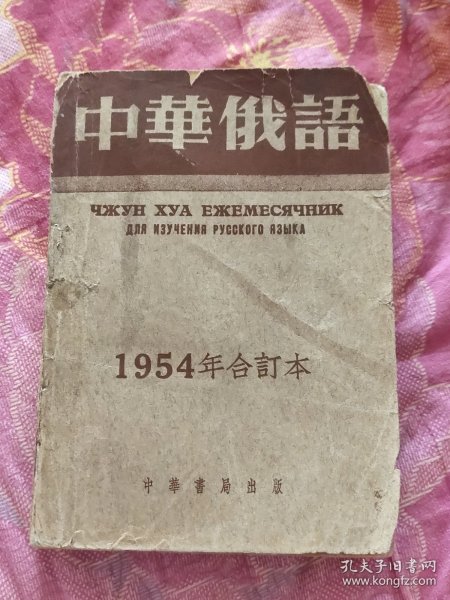 中華俄語
ЧЖУН ХУА ЕЖЕМЕСЯЧНИК
ДЛЯ ИЗУЧЕНИЯ РУССКОГО ЯЗЫКА
1954年合訂本
中華書局出版
孔夫子旧书网
www.kongfz.com